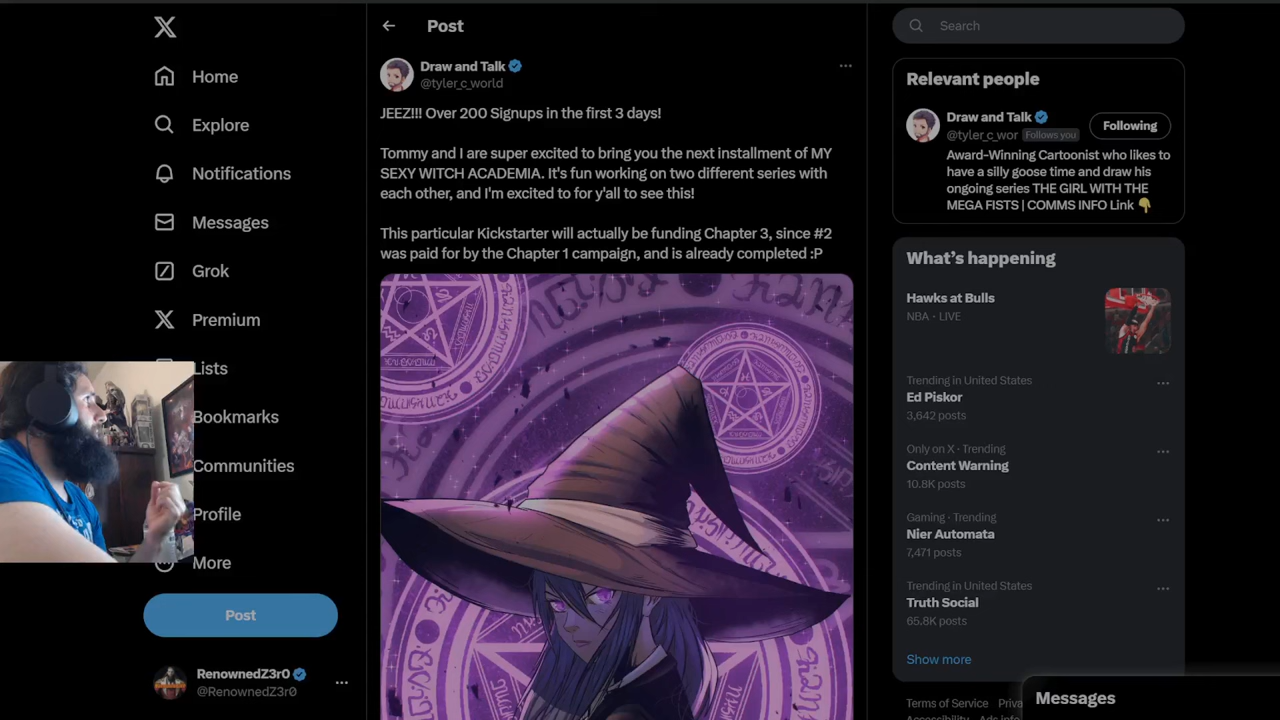 Home
Explore
Notifications
Messages
Grok
Premium
Lists
Bookmarks
Communities
Profile
More
Post
RenownedZ3r0
@RenownedZ3r0
Post
Draw and Talk
@tyler_c_world
JEEZ!!! Over 200 Signups in the first 3 days!
Tommy and I are super excited to bring you the next installment of MY
SEXY WITCH ACADEMIA. It's fun working on two different series with
each other, and I'm excited to for y'all to see this!
This particular Kickstarter will actually be funding Chapter 3, since #2
was paid for by the Chapter 1 campaign, and is already completed :P
Search
Relevant people
Draw and Talk
@tyler_c_wor Follows you
Following
Award-Winning Cartoonist who likes to
have a silly goose time and draw his
ongoing series THE GIRL WITH THE
MEGA FISTS | COMMS INFO Link 👇
What's happening
Hawks at Bulls
NBA · LIVE
Trending in United States
Ed Piskor
3,642 posts
Only on X · Trending
Content Warning
10.8K posts
Gaming · Trending
Nier Automata
7,471 posts
Trending in United States
Truth Social
65.8K posts
Show more
Terms of Service
Messages